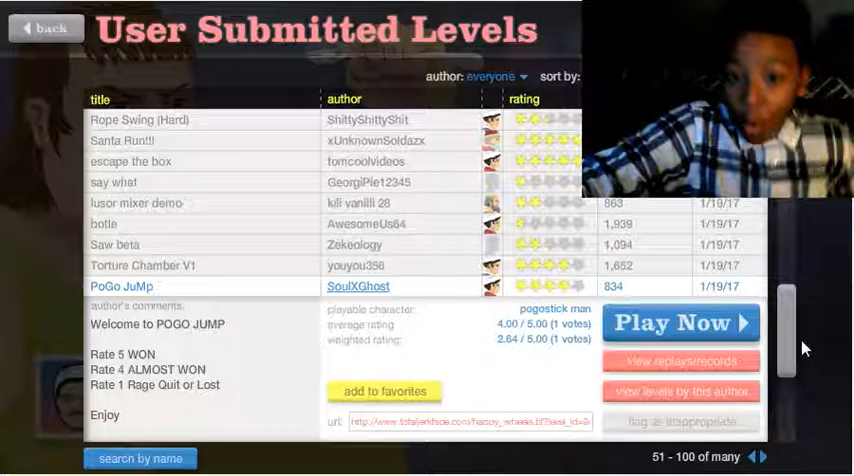 back
User Submitted Levels
author: everyone sort by:
title author rating
Rope Swing (Hard) ShittyShittyShit
Santa Run!!! xUnknownSoldazx
escape the box tomcoolvideos
say what GeorgiPie12345
lusor mixer demo kili vanilli 28 863 1/19/17
botle AwesomeUs64 1,939 1/19/17
Saw beta Zekeology 1,094 1/19/17
Torture Chamber V1 youyou356 1,652 1/19/17
PoGo JuMp SoulXGhost 834 1/19/17
author's comments:
Welcome to POGO JUMP
Rate 5 WON
Rate 4 ALMOST WON
Rate 1 Rage Quit or Lost
Enjoy
playable character: pogostick man
average rating 4.00 / 5.00 (1 votes)
weighted rating: 2.64 / 5.00 (1 votes)
add to favorites
url:
Play Now
view replays/records
view levels by this author
flag as inappropriate
search by name
51 - 100 of many